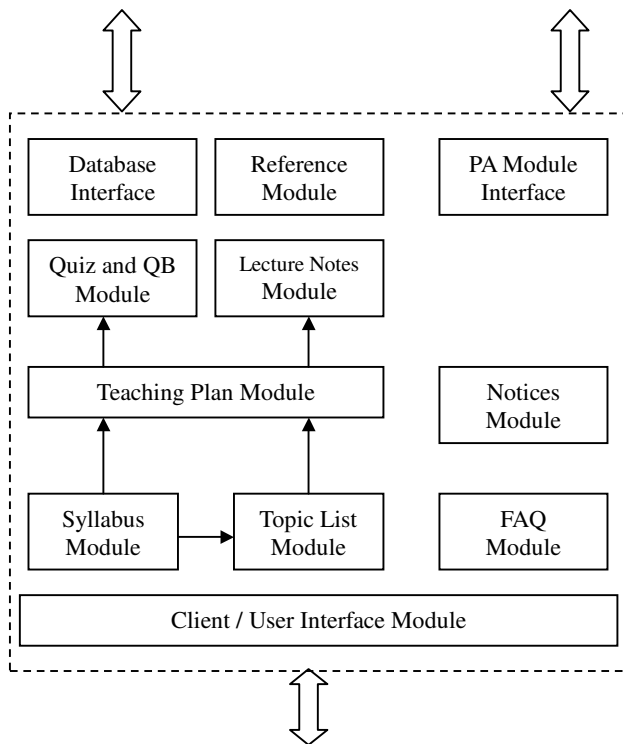 Database
Interface
Reference
Module
PA Module
Interface
Quiz and QB
Module
Lecture Notes
Module
Teaching Plan Module
Notices
Module
Syllabus
Module
Topic List
Module
FAQ
Module
Client / User Interface Module